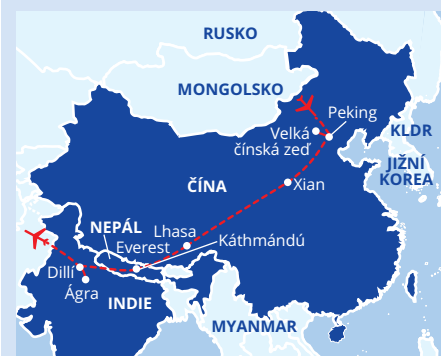 RUSKO
MONGOLSKO
Peking
Velká
čínská zeď
KLDR
JIŽNÍ
KOREA
ČÍNA
Xian
NEPÁL
Lhasa
Everest
Káthmándú
Dillí
Ágra
INDIE
MYANMAR